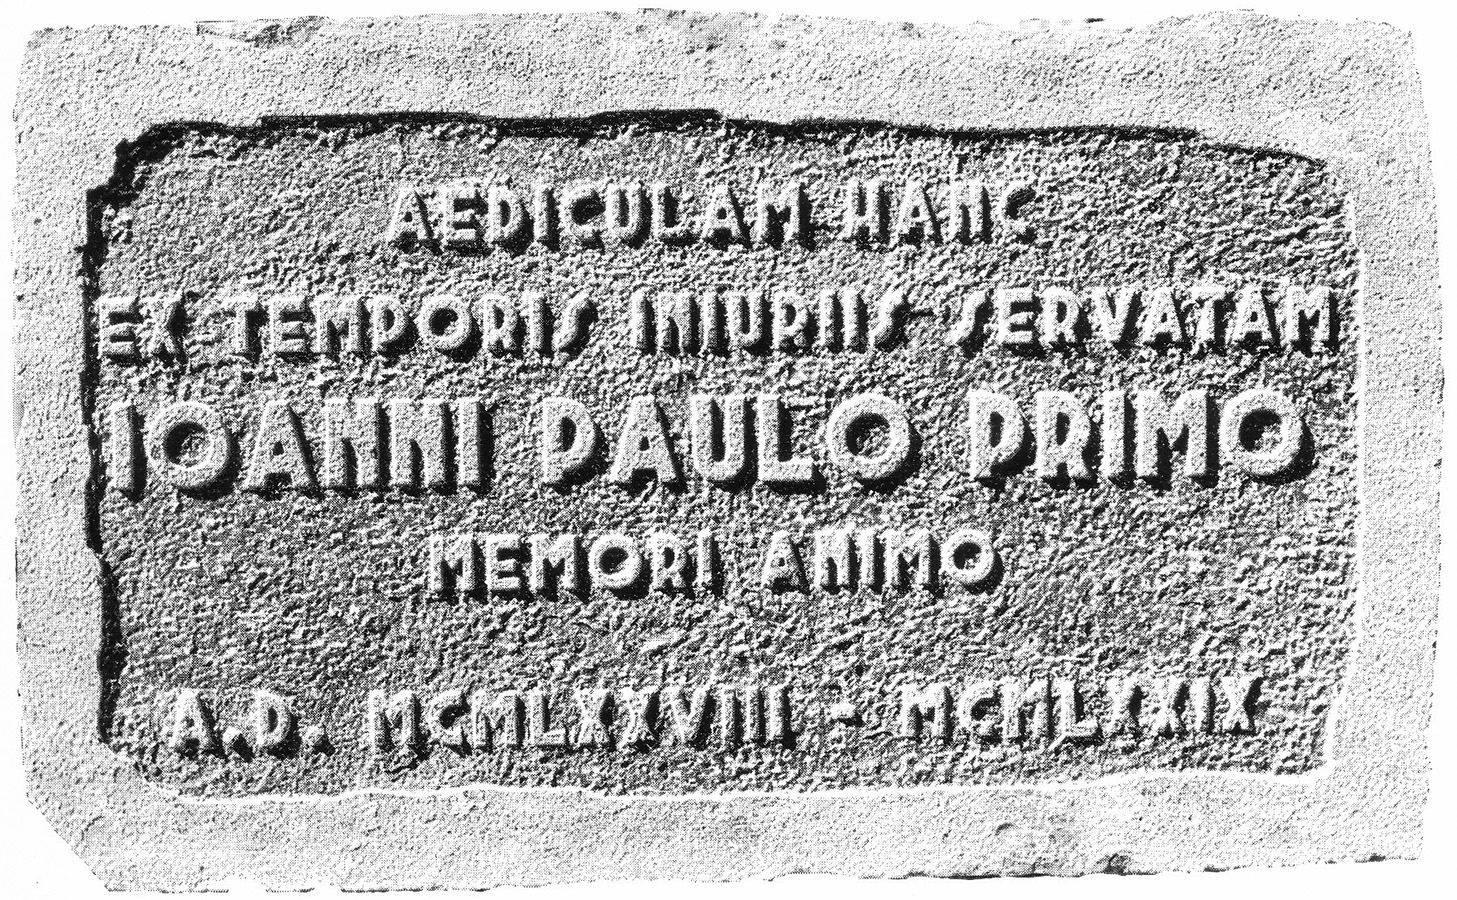 AEDICULAM HANC
EX TEMPORIS INIURIIS SERVATAM
IOANNI PAULO PRIMO
MEMORI ANIMO
A.D. MCMLXXVIII - MCMLXXIX